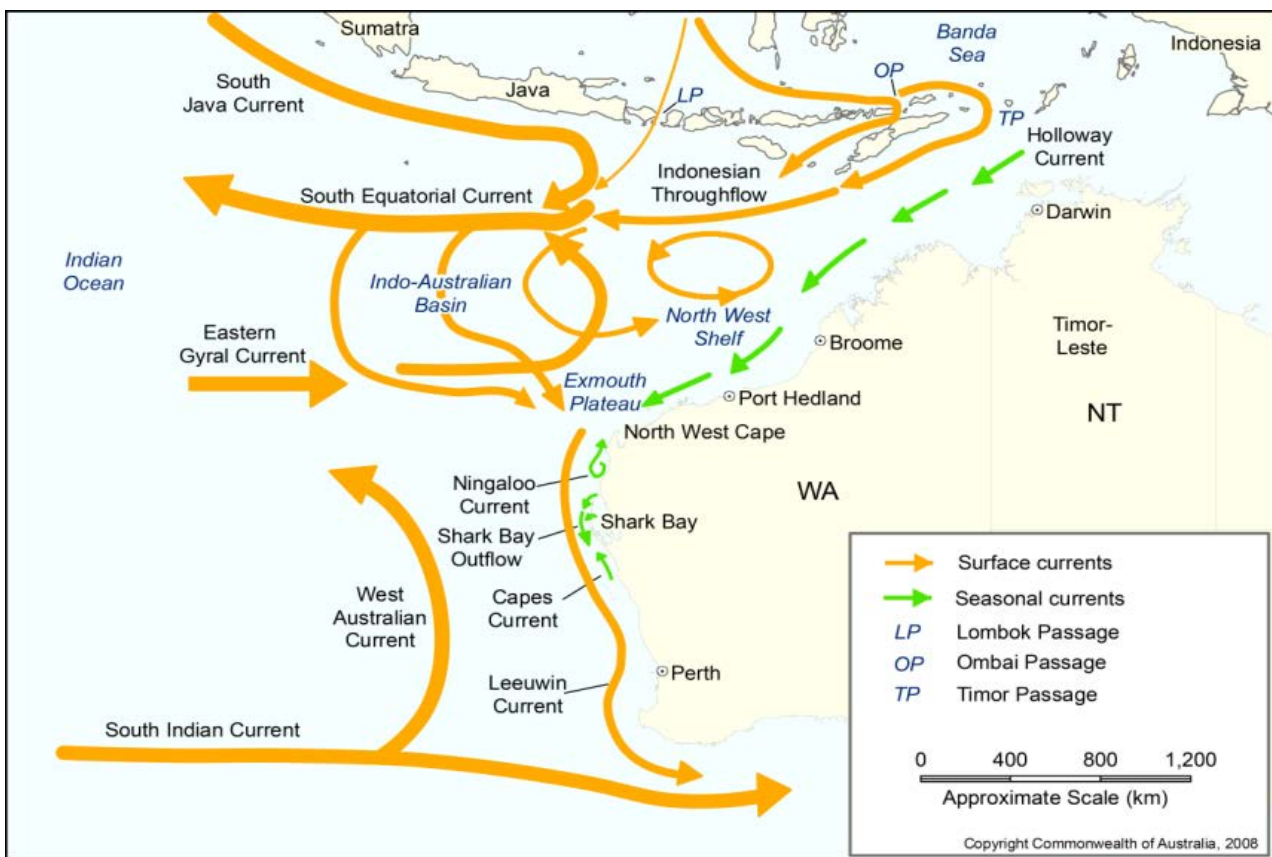 Sumatra
Banda
Sea
Indonesia
South
Java Current
Java
OP
LP
TP
Holloway
Current
Indonesian
Throughflow
South Equatorial Current
Darwin
Indian
Ocean
Indo-Australian
Basin
North West
Shelf
Timor-
Leste
Eastern
Gyral Current
Broome
Exmouth
Plateau
Port Hedland
NT
North West Cape
Ningaloo
Current
WA
Shark Bay
Shark Bay
Outflow
West
Australian
Current
Capes
Current
Perth
Leeuwin
Current
South Indian Current
Surface currents
Seasonal currents
LP Lombok Passage
OP Ombai Passage
TP Timor Passage
0 400 800 1,200
Approximate Scale (km)
Copyright Commonwealth of Australia, 2008